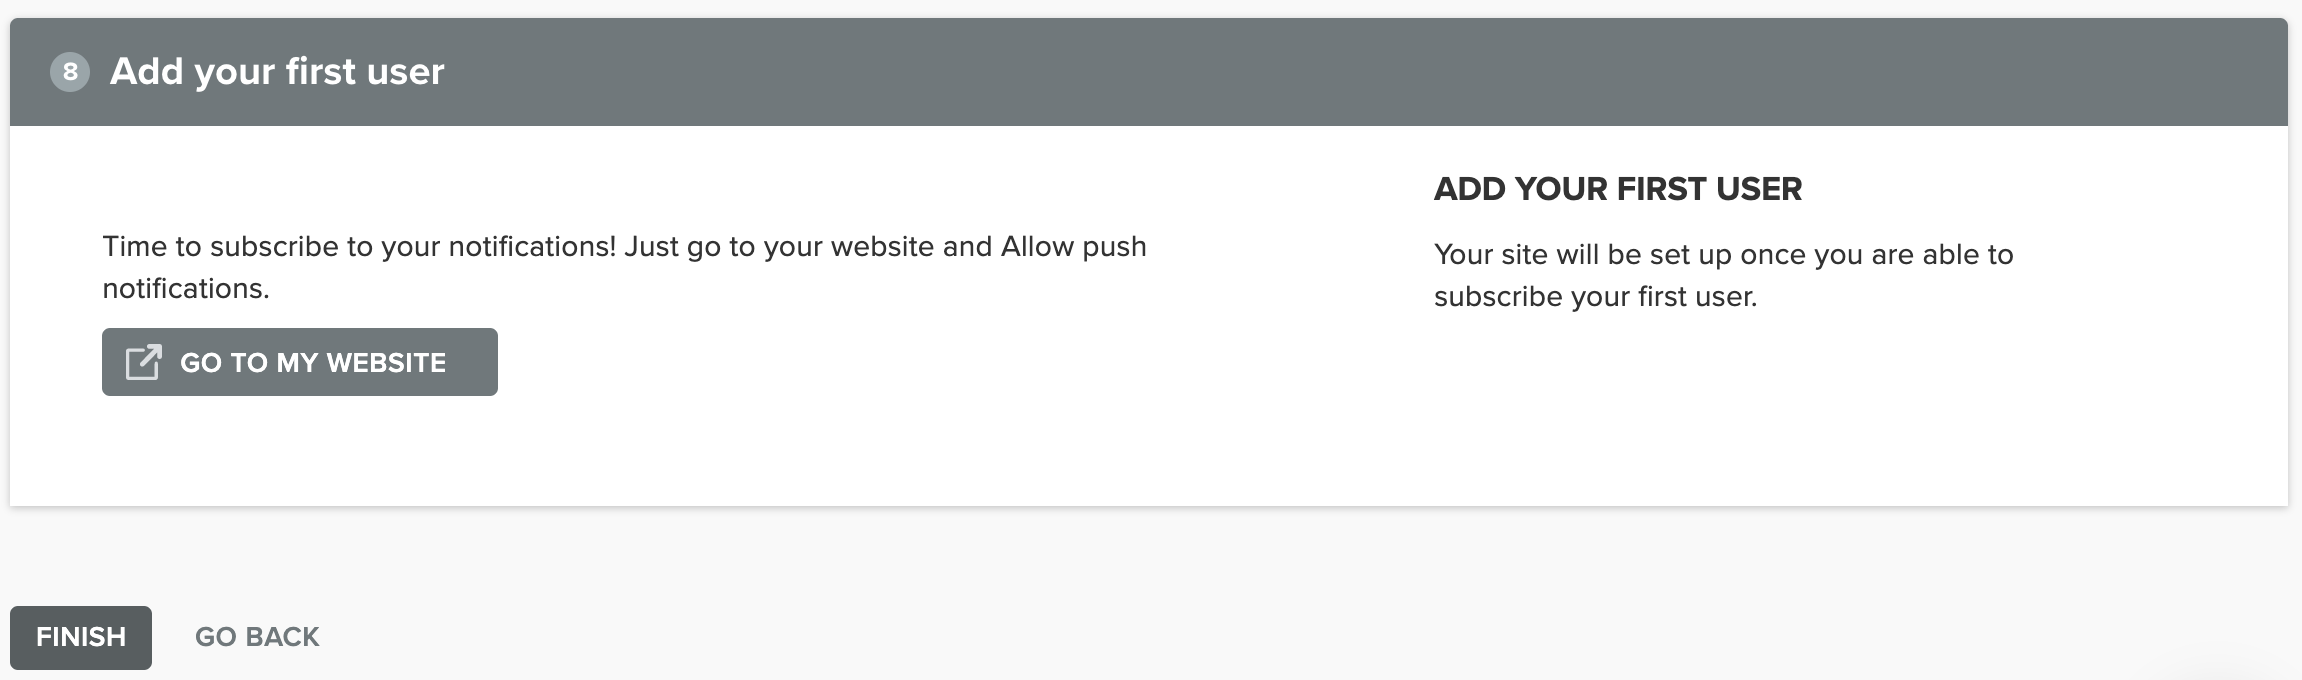 8 Add your first user
Time to subscribe to your notifications! Just go to your website and Allow push
notifications.
GO TO MY WEBSITE
ADD YOUR FIRST USER
Your site will be set up once you are able to
subscribe your first user.
FINISH GO BACK